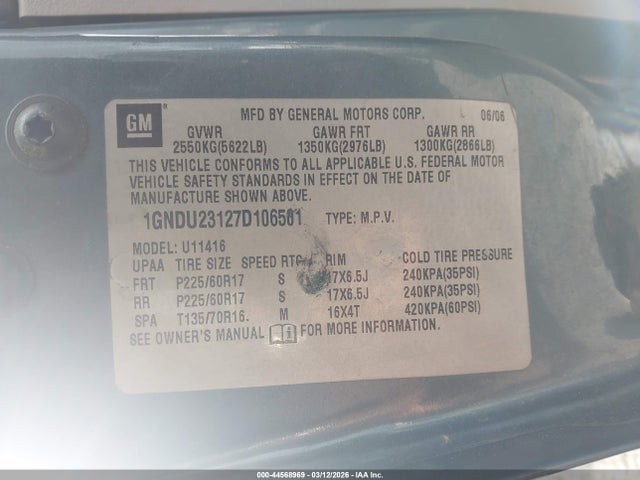 GM ® MFD BY GENERAL MOTORS CORP. 06/06
GVWR GAWR FRT GAWR RR
2550KG(5622LB) 1350KG(2976LB) 1300KG(2866LB)
THIS VEHICLE CONFORMS TO ALL APPLICABLE U.S. FEDERAL MOTOR
VEHICLE SAFETY STANDARDS IN EFFECT ON THE DATE OF
MANUFACTURE SHOWN ABOVE.
1GNDU23127D106561 TYPE: M.P.V.
MODEL: U11416
UPAA TIRE SIZE SPEED RTG RIM COLD TIRE PRESSURE
FRT P225/60R17 S 17X6.5J 240KPA(35PSI)
RR P225/60R17 S 17X6.5J 240KPA(35PSI)
SPA T135/70R16. M 16X4T 420KPA(60PSI)
SEE OWNER'S MANUAL FOR MORE INFORMATION.
000-44568969 - 03/12/2026 - IAA Inc.